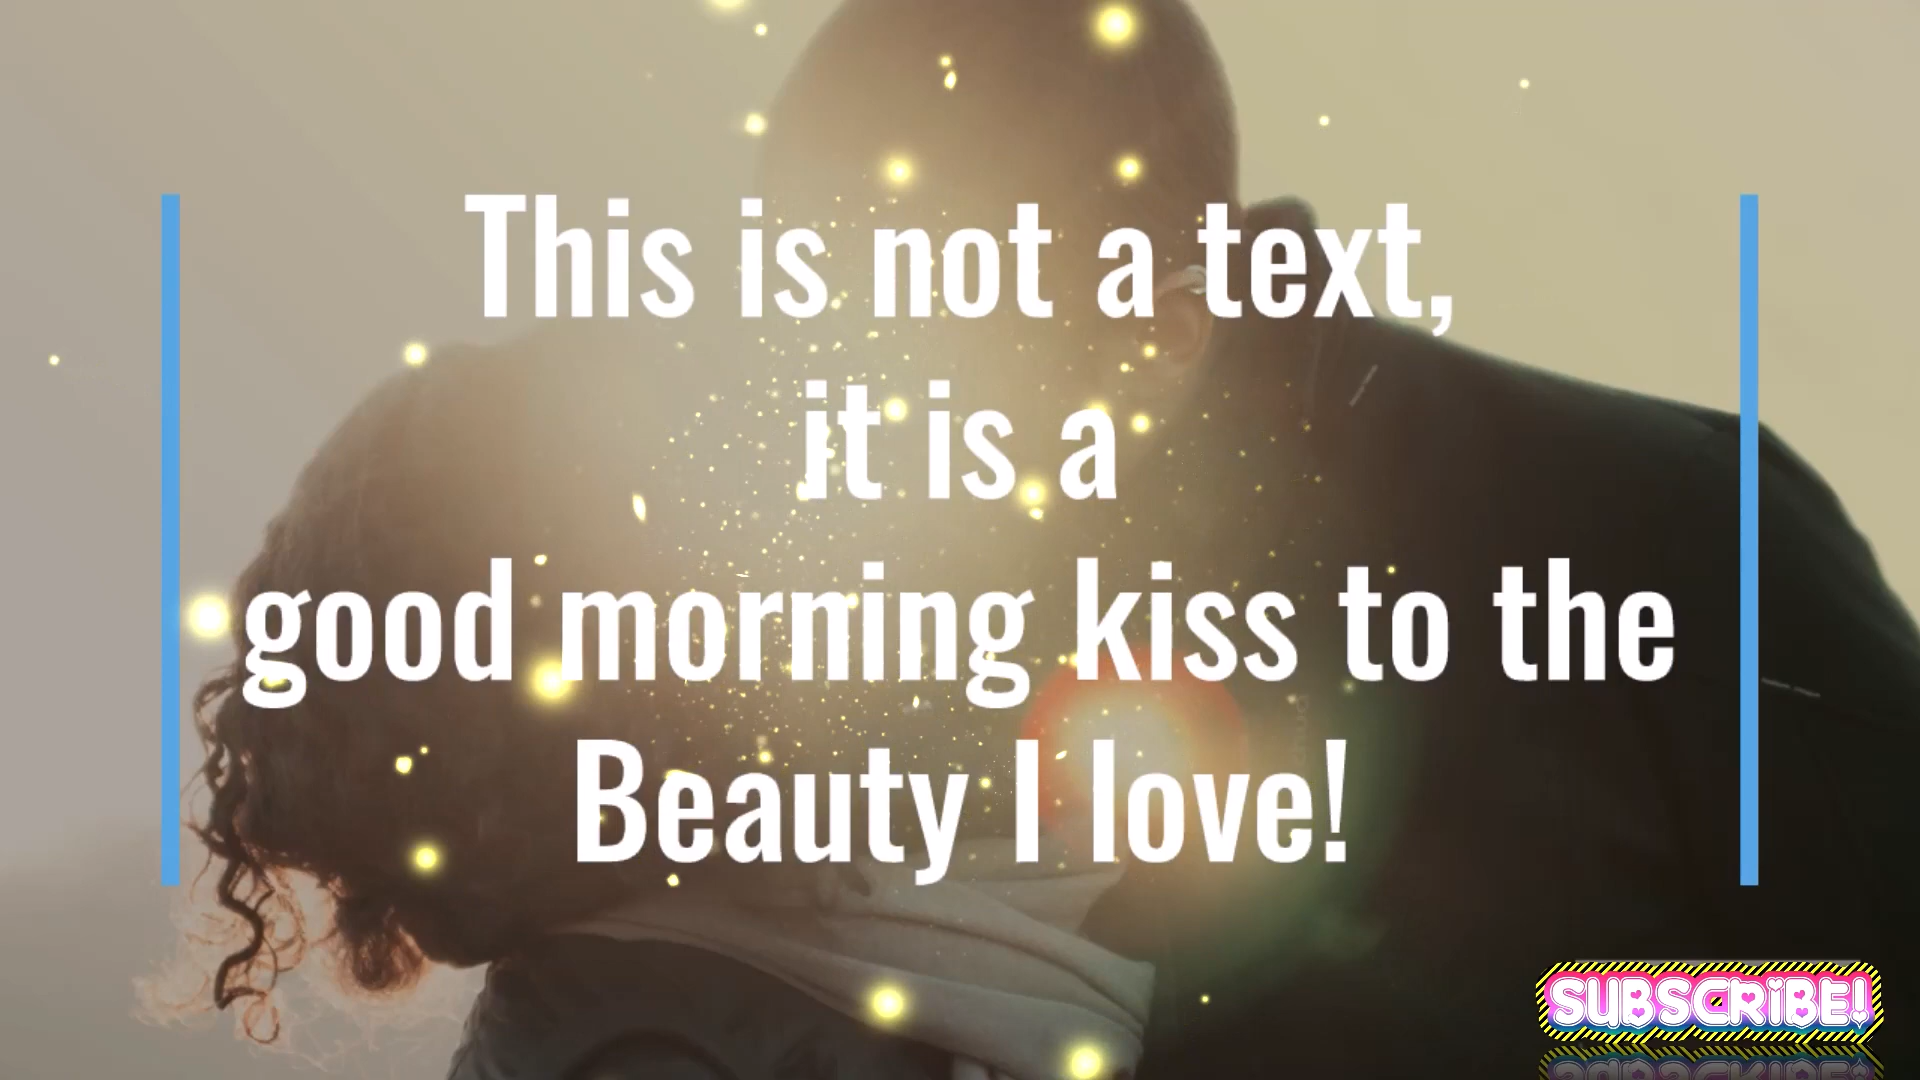 This is not a text,
it is a
good morning kiss to the
Beauty I love!
SUBSCRIBE!